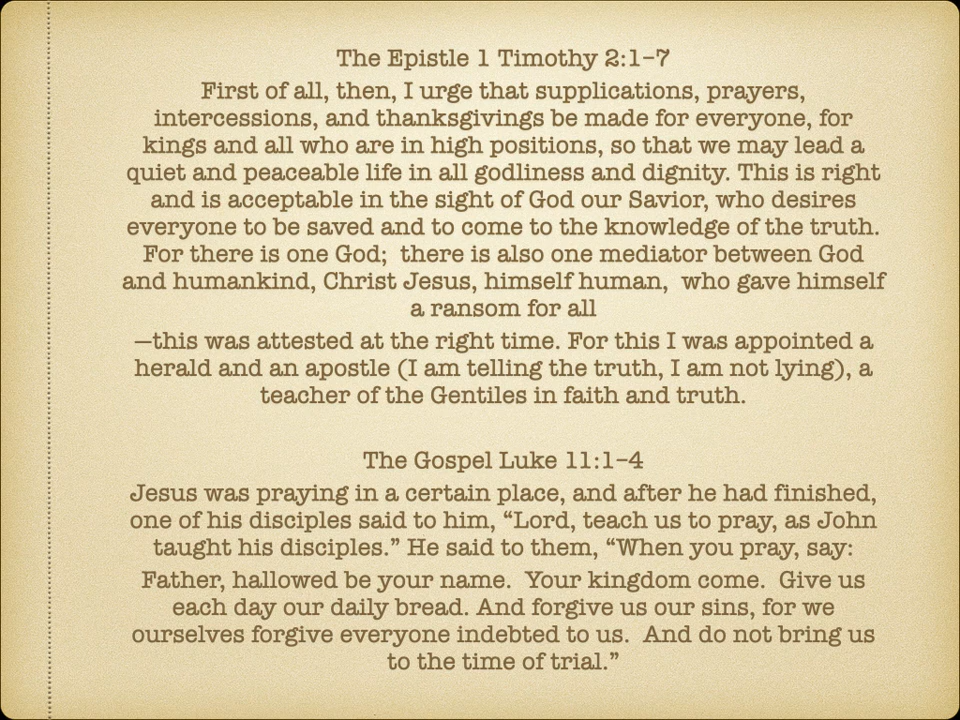 The Epistle 1 Timothy 2:1–7
First of all, then, I urge that supplications, prayers,
intercessions, and thanksgivings be made for everyone, for
kings and all who are in high positions, so that we may lead a
quiet and peaceable life in all godliness and dignity. This is right
and is acceptable in the sight of God our Savior, who desires
everyone to be saved and to come to the knowledge of the truth.
For there is one God;  there is also one mediator between God
and humankind, Christ Jesus, himself human,  who gave himself
a ransom for all
—this was attested at the right time. For this I was appointed a
herald and an apostle (I am telling the truth, I am not lying), a
teacher of the Gentiles in faith and truth.
The Gospel Luke 11:1–4
Jesus was praying in a certain place, and after he had finished,
one of his disciples said to him, “Lord, teach us to pray, as John
taught his disciples.” He said to them, “When you pray, say:
Father, hallowed be your name.  Your kingdom come.  Give us
each day our daily bread. And forgive us our sins, for we
ourselves forgive everyone indebted to us.  And do not bring us
to the time of trial.”